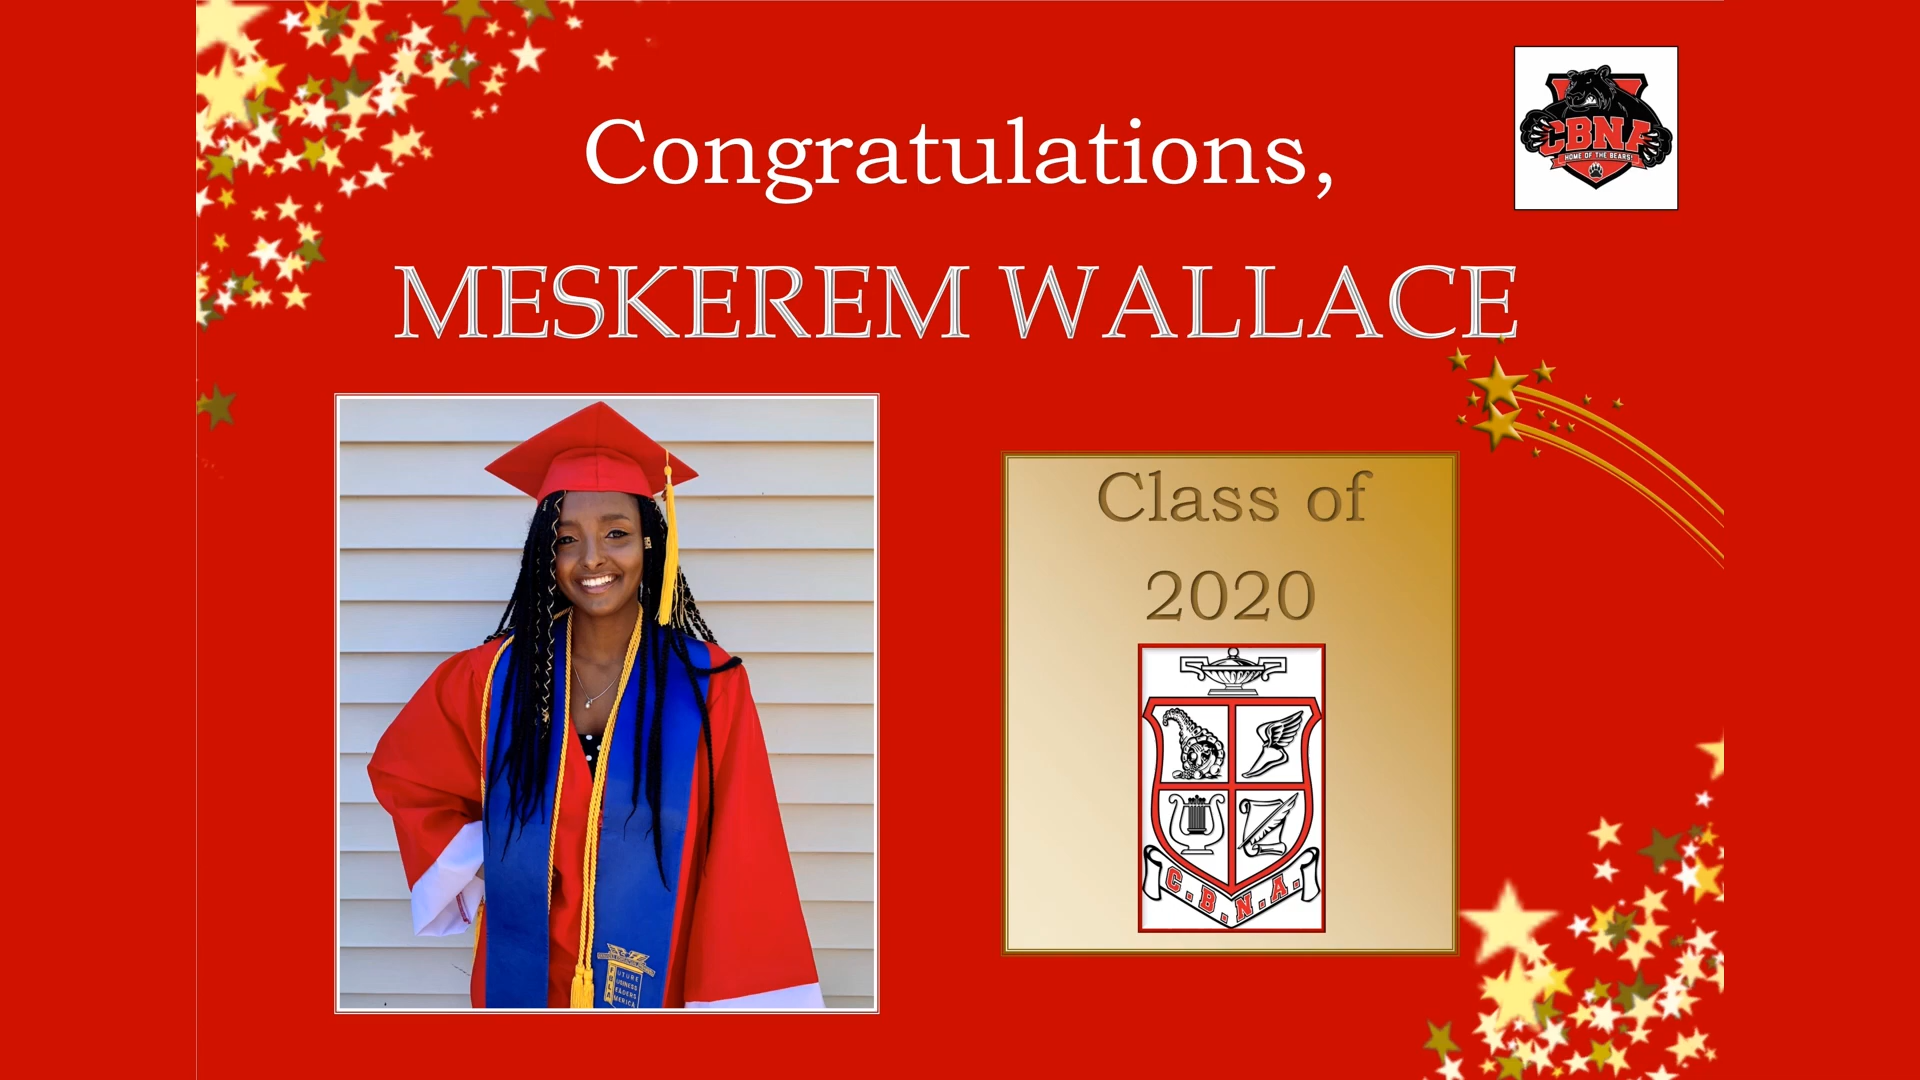 Congratulations,
CBNA
HOME OF THE BEARS
MESKEREM WALLACE
Class of
2020
C.B.N.A.
FUTURE
BUSINESS
LEADERS
AMERICA